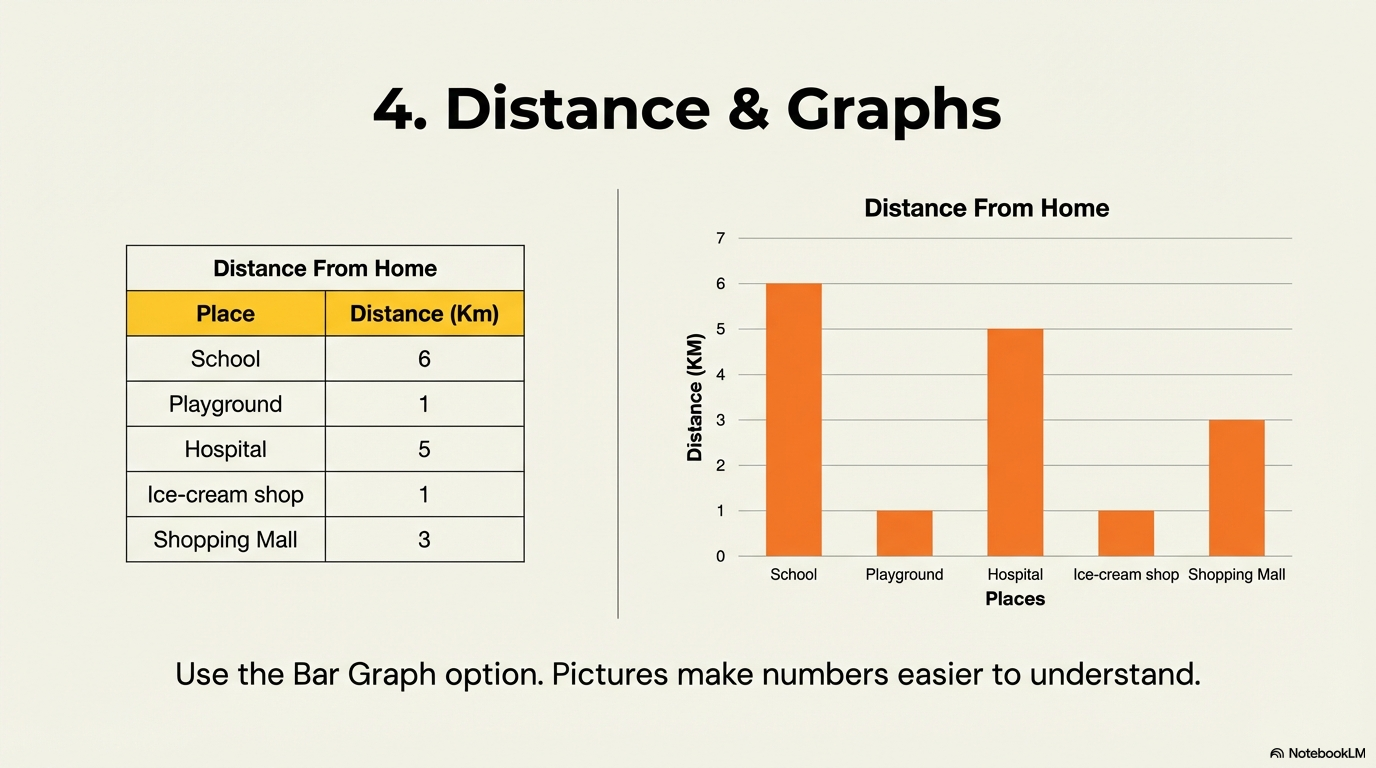 4. Distance & Graphs
Distance From Home
Place Distance (Km)
School 6
Playground 1
Hospital 5
Ice-cream shop 1
Shopping Mall 3
Distance From Home
7
6
5
4
3
2
1
0
Distance (KM)
School Playground Hospital Ice-cream shop Shopping Mall
Places
Use the Bar Graph option. Pictures make numbers easier to understand.
NotebookLM